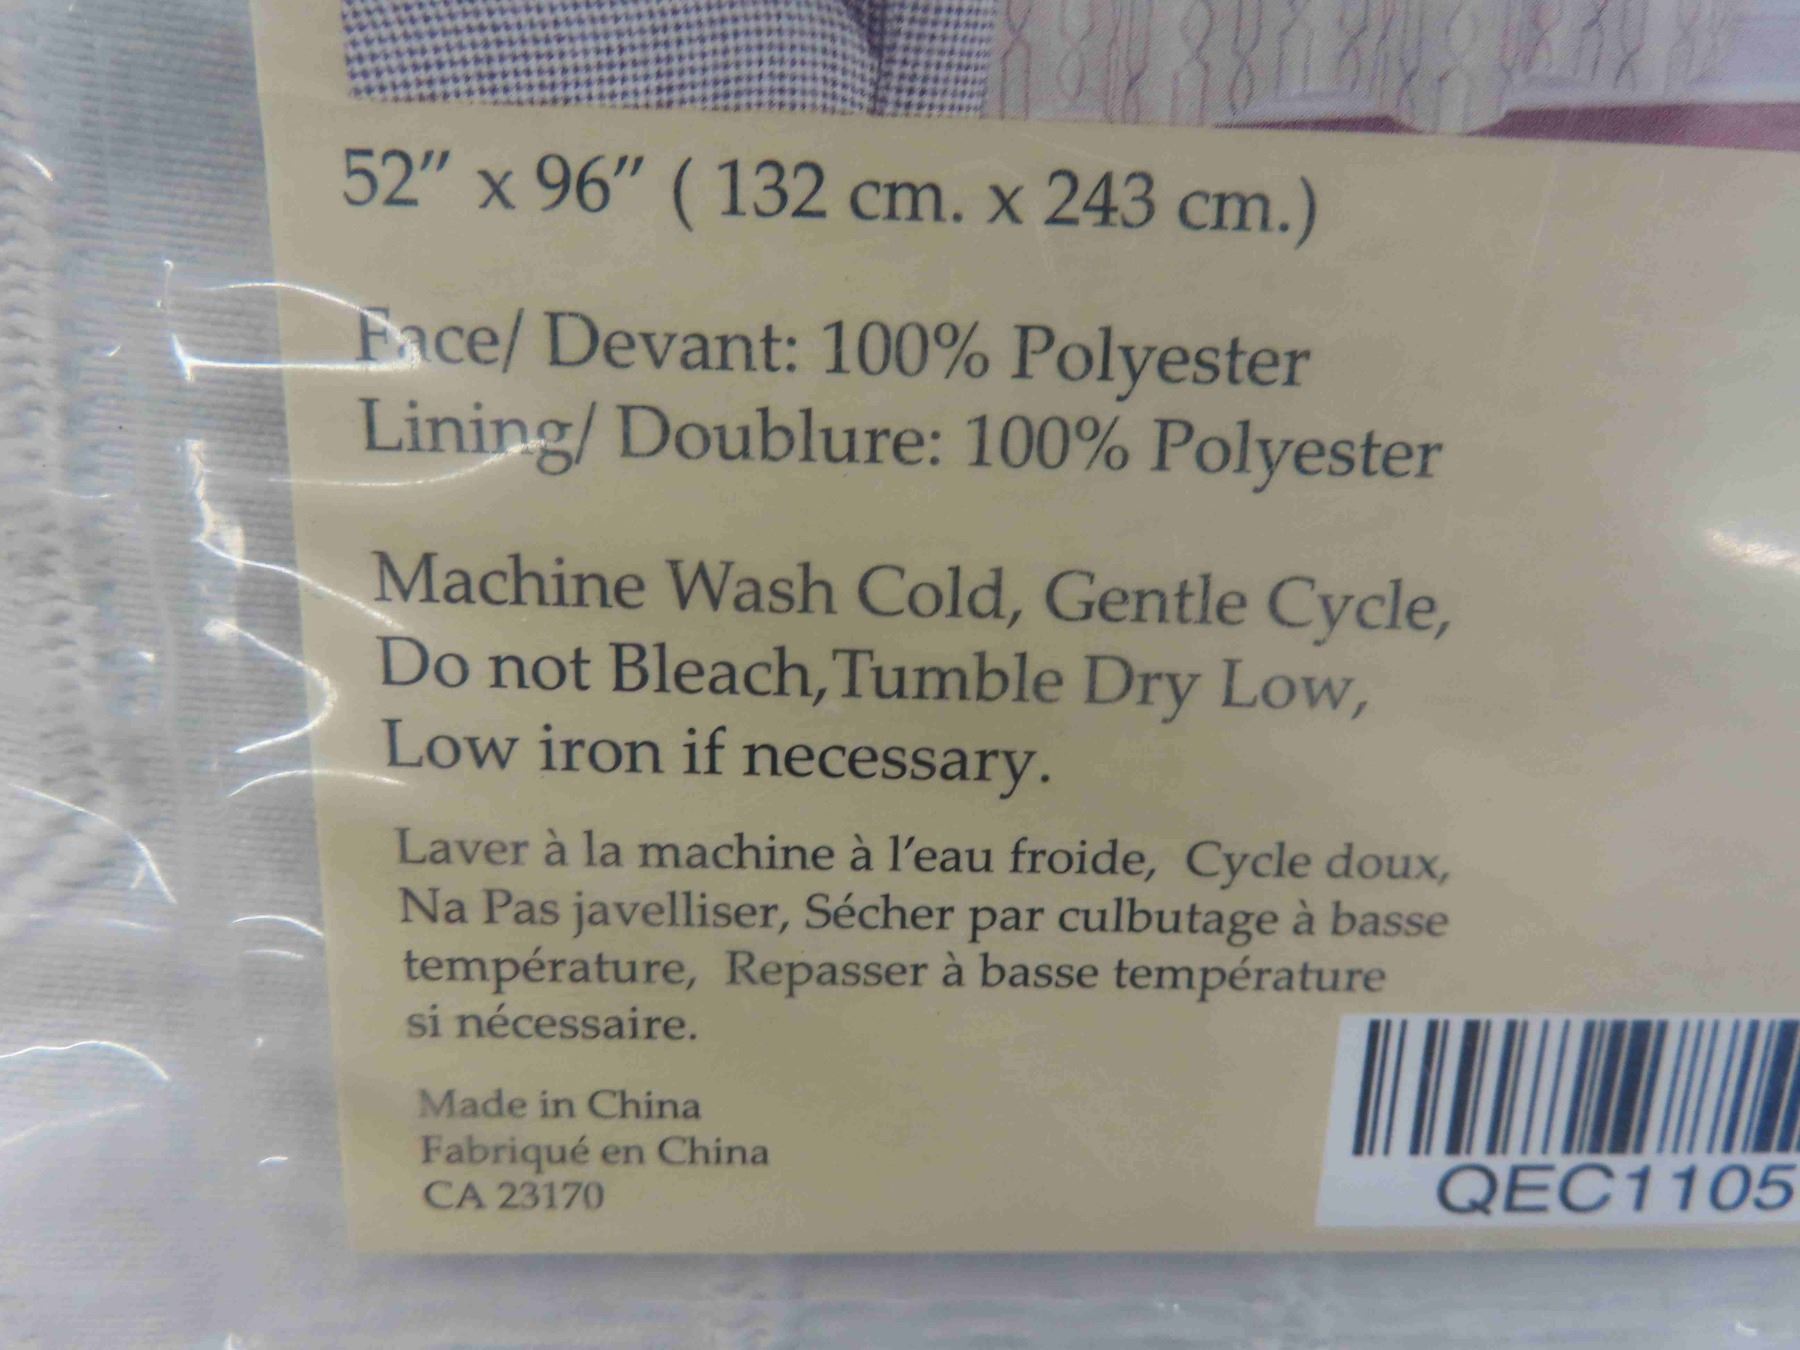 52" x 96" ( 132 cm. x 243 cm.)
Face/ Devant: 100% Polyester
Lining/ Doublure: 100% Polyester
Machine Wash Cold, Gentle Cycle,
Do not Bleach,Tumble Dry Low,
Low iron if necessary.
Laver à la machine à l'eau froide, Cycle doux,
Na Pas javelliser, Sécher par culbutage à basse
température, Repasser à basse température
si nécessaire.
Made in China
Fabriqué en China
CA 23170
QEC1105